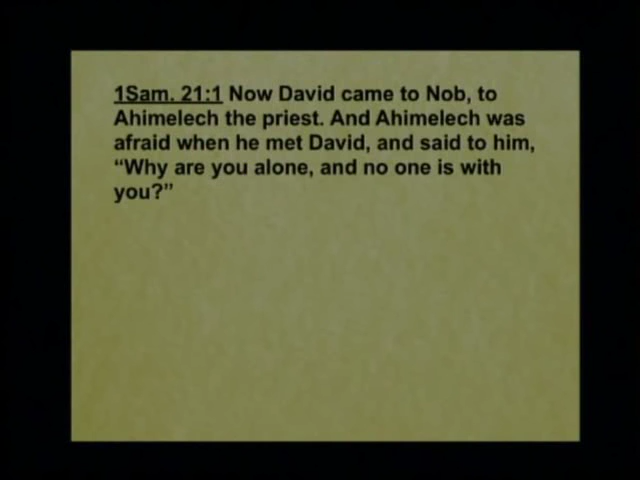 1Sam. 21:1 Now David came to Nob, to
Ahimelech the priest. And Ahimelech was
afraid when he met David, and said to him,
“Why are you alone, and no one is with
you?”